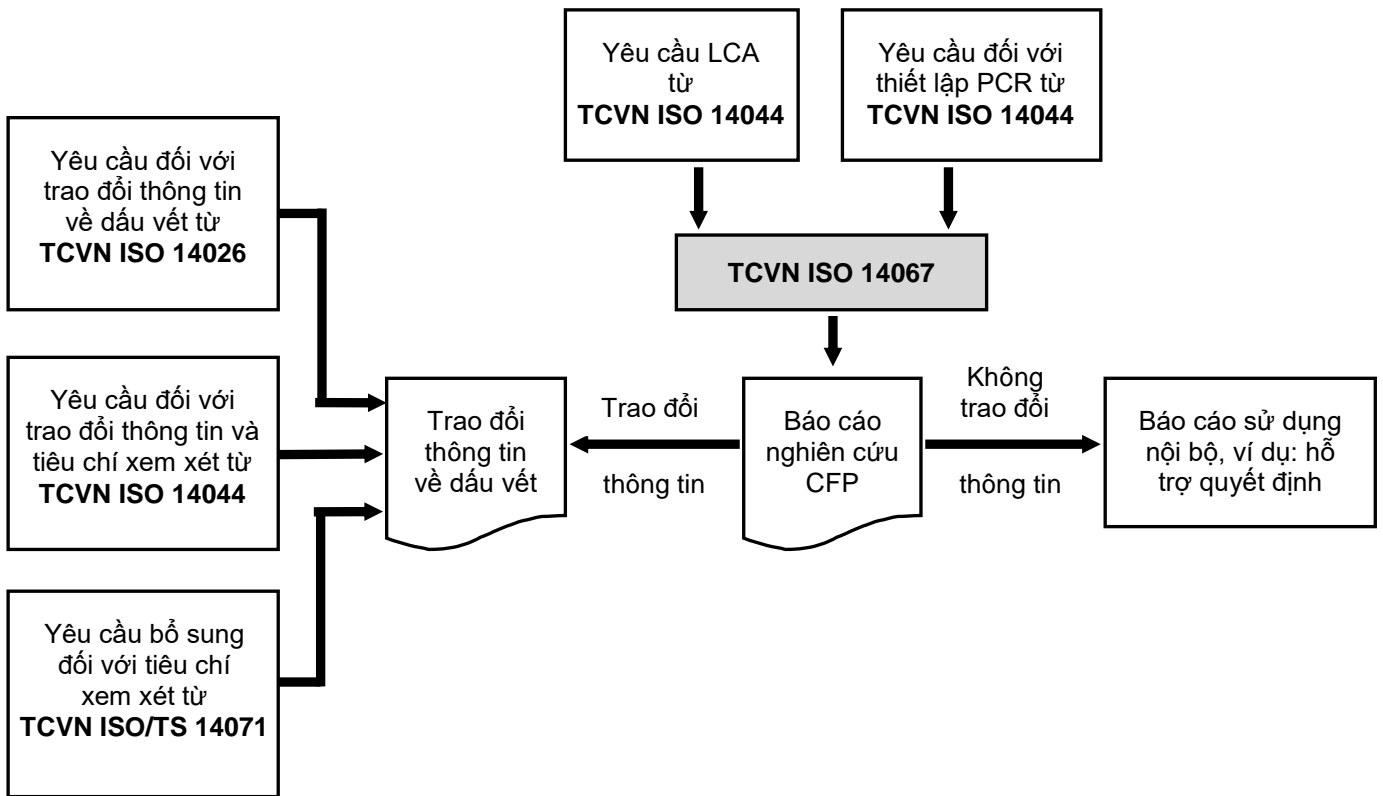 Yêu cầu LCA
từ
TCVN ISO 14044
Yêu cầu đối với
thiết lập PCR từ
TCVN ISO 14044
Yêu cầu đối với
trao đổi thông tin
về dấu vết từ
TCVN ISO 14026
TCVN ISO 14067
Yêu cầu đối với
trao đổi thông tin và
tiêu chí xem xét từ
TCVN ISO 14044
Trao đổi
thông tin
về dấu vết
Trao đổi
thông tin
Báo cáo
nghiên cứu
CFP
Không
trao đổi
thông tin
Báo cáo sử dụng
nội bộ, ví dụ: hỗ
trợ quyết định
Yêu cầu bổ sung
đối với tiêu chí
xem xét từ
TCVN ISO/TS 14071